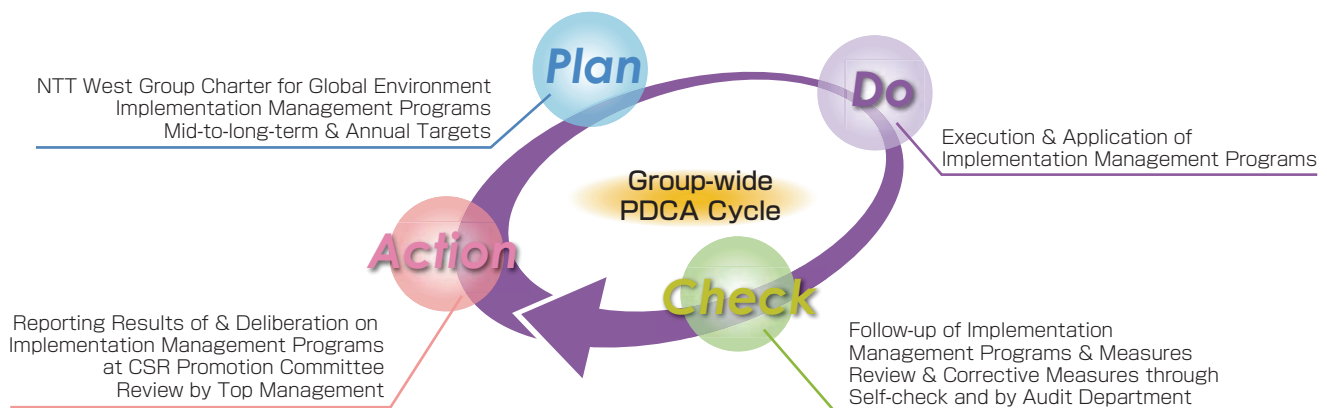 Plan
NTT West Group Charter for Global Environment
Implementation Management Programs
Mid-to-long-term & Annual Targets
Do
Execution & Application of
Implementation Management Programs
Group-wide
PDCA Cycle
Check
Follow-up of Implementation
Management Programs & Measures
Review & Corrective Measures through
Self-check and by Audit Department
Action
Reporting Results of & Deliberation on
Implementation Management Programs
at CSR Promotion Committee
Review by Top Management